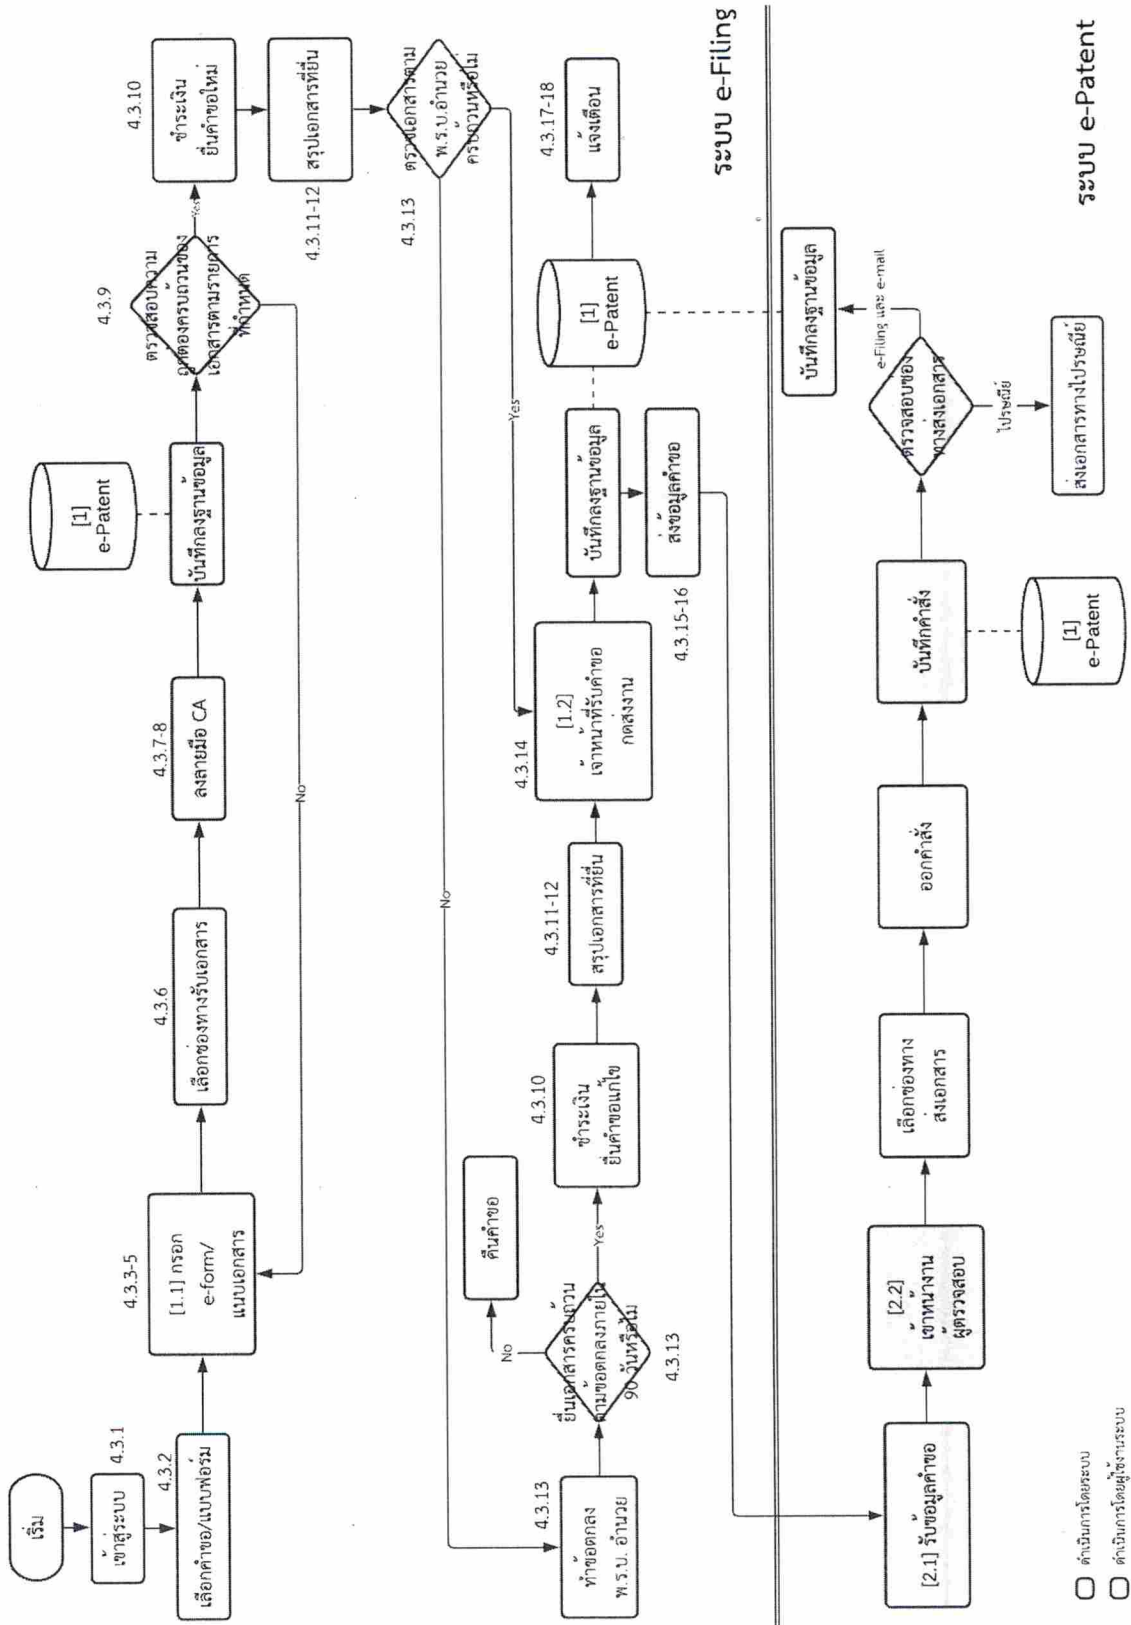 เริ่ม
4.3.1
เข้าสู่ระบบ
4.3.2
เลือกคำขอ/แบบฟอร์ม
4.3.3-5
[1.1] กรอก
e-form/
แนบเอกสาร
4.3.6
เลือกช่องทางรับเอกสาร
4.3.7-8
ลงลายมือ CA
[1]
e-Patent
บันทึกลงฐานข้อมูล
4.3.9
ตรวจสอบความ
ถูกต้องครบถ้วนของ
เอกสารตามรายการ
ที่กำหนด
Yes
No
4.3.10
ชำระเงิน
ยื่นคำขอใหม่
4.3.11-12
สรุปเอกสารที่ยื่น
4.3.13
ตรวจเอกสารตาม
พ.ร.บ.อำนวย
ครบถ้วนหรือไม่
Yes
No
4.3.13
ทำข้อตกลง
พ.ร.บ. อำนวย
ยื่นเอกสารครบถ้วน
ตามข้อตกลงภายใน
90 วันหรือไม่
4.3.13
No
คืนคำขอ
Yes
4.3.10
ชำระเงิน
ยื่นคำขอแก้ไข
4.3.11-12
สรุปเอกสารที่ยื่น
4.3.14
[1.2]
เจ้าหน้าที่รับคำขอ
กดส่งงาน
บันทึกลงฐานข้อมูล
4.3.15-16
ส่งข้อมูลคำขอ
[1]
e-Patent
4.3.17-18
แจ้งเตือน
ระบบ e-Filing
[2.1] รับข้อมูลคำขอ
[2.2]
เข้าหน้างาน
ผู้ตรวจสอบ
เลือกช่องทาง
ส่งเอกสาร
ออกคำสั่ง
บันทึกคำสั่ง
[1]
e-Patent
ตรวจสอบช่อง
ทางส่งเอกสาร
e-Filing และ e-mail
บันทึกลงฐานข้อมูล
ไปรษณีย์
ส่งเอกสารทางไปรษณีย์
ระบบ e-Patent
ดำเนินการโดยระบบ
ดำเนินการโดยผู้ใช้งานระบบ